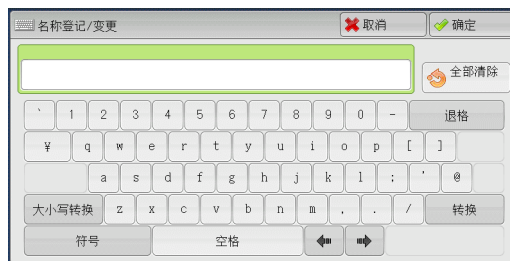 名称登记/变更 取消 确定
全部清除
` 1 2 3 4 5 6 7 8 9 0 - 退格
¥ q w e r t y u i o p [ ]
a s d f g h j k l ; ' @
大小写转换 z x c v b n m , . / 转换
符号 空格